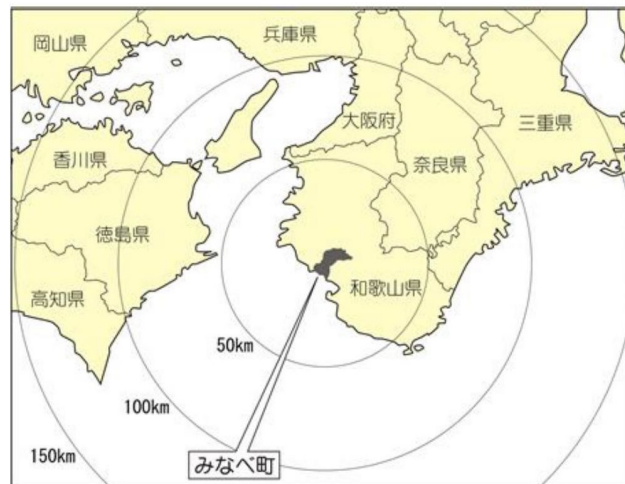 兵庫県
岡山県
大阪府
三重県
香川県
奈良県
徳島県
和歌山県
高知県
50km
100km
150km
みなべ町